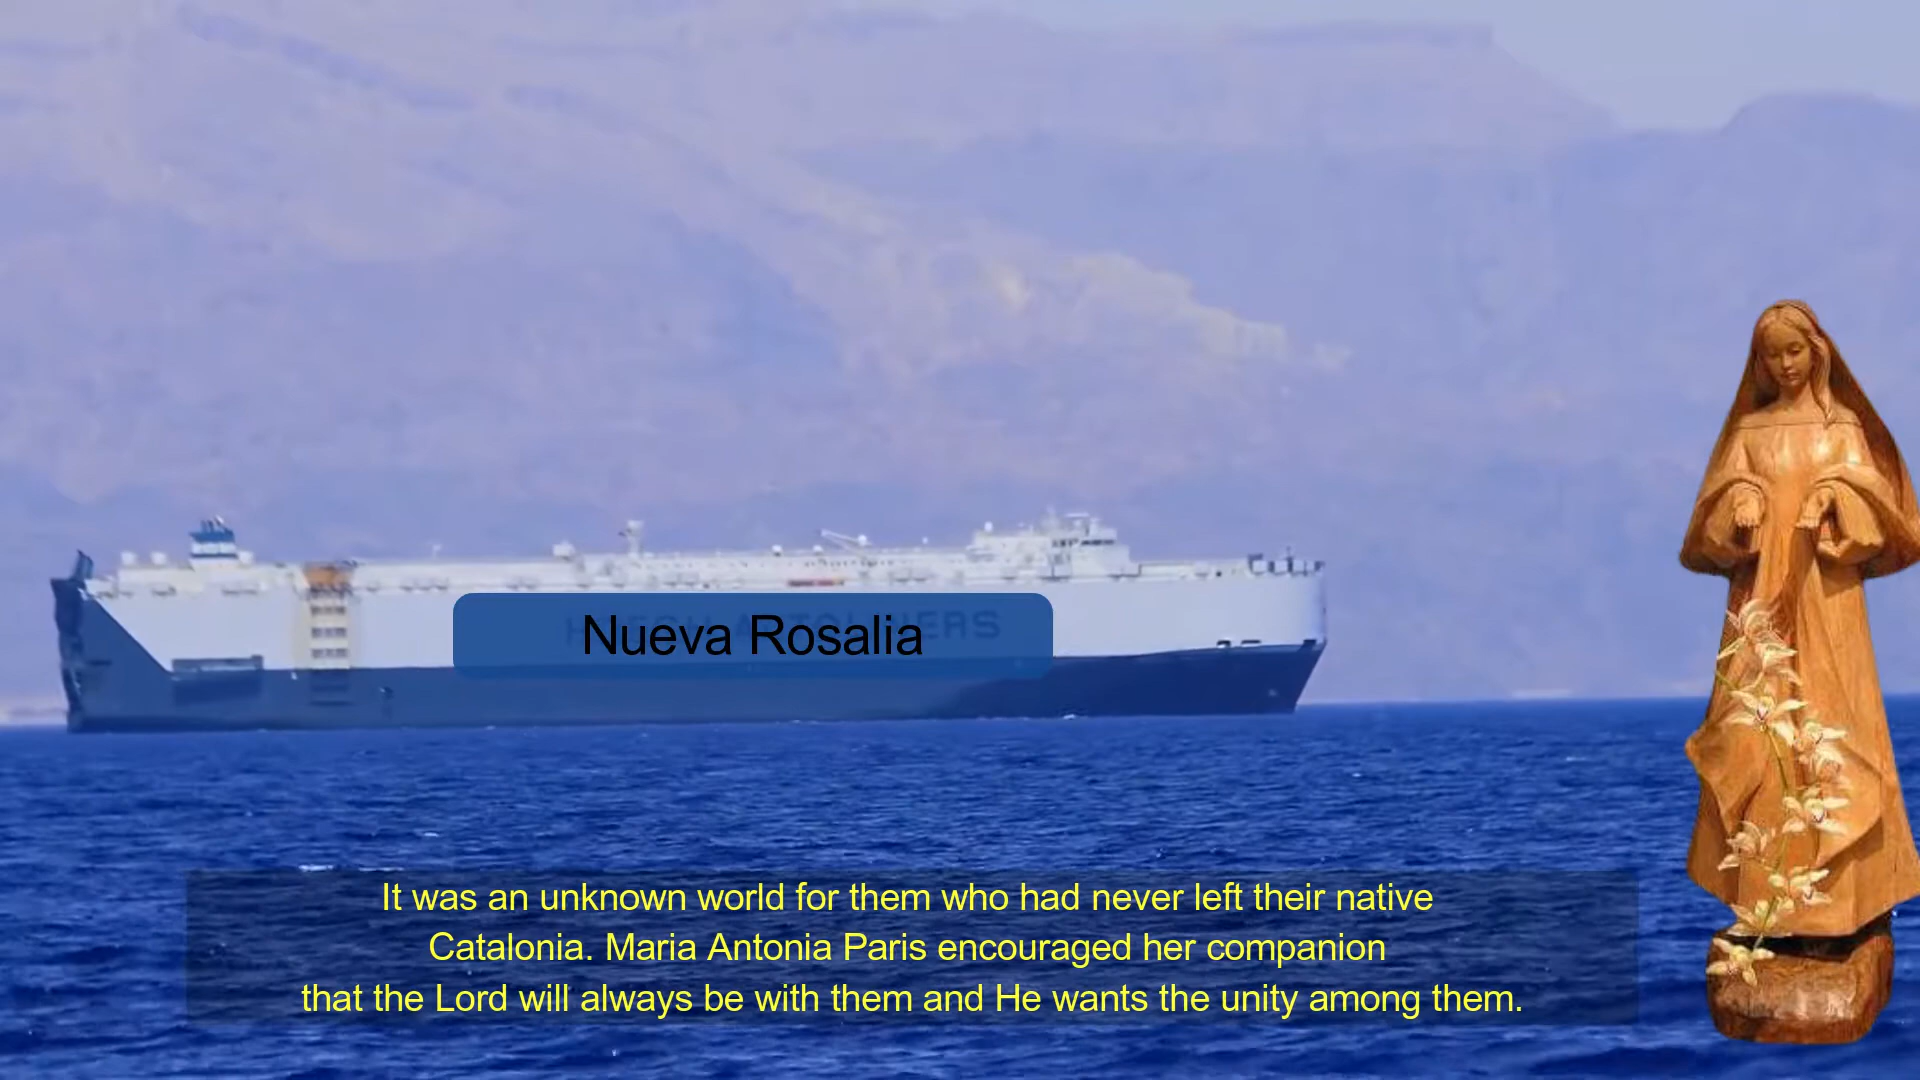 Nueva Rosalia
It was an unknown world for them who had never left their native
Catalonia. Maria Antonia Paris encouraged her companion
that the Lord will always be with them and He wants the unity among them.